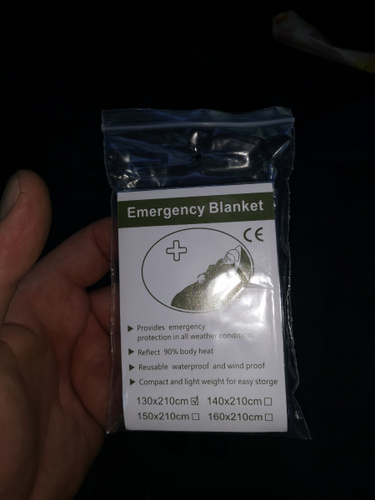 Emergency Blanket
CE
▶ Provides emergency
protection in all weather conditions
▶ Reflect 90% body heat
▶ Reusable waterproof and wind proof
▶ Compact and light weight for easy storge
130x210cm ☑ 140x210cm ☐
150x210cm ☐ 160x210cm ☐